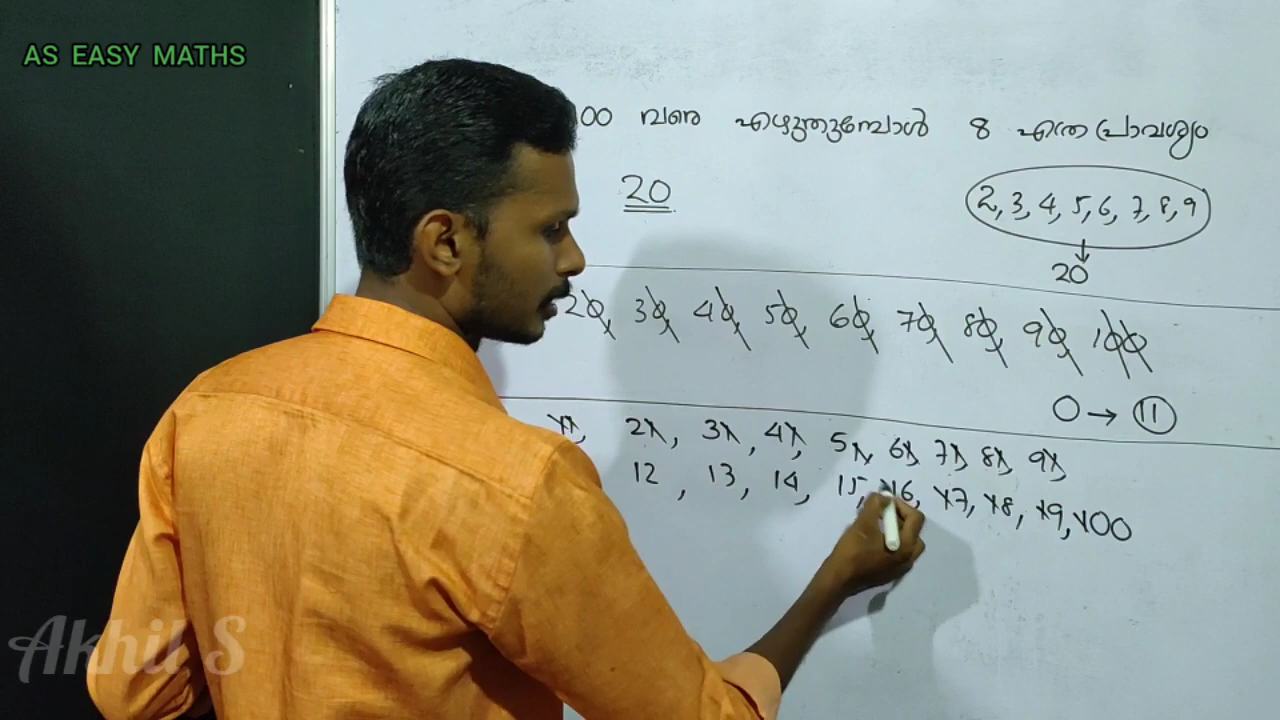 AS EASY MATHS
100 വരെ എഴുതുമ്പോൾ 8 എത്ര പ്രാവശ്യം
20
2, 3, 4, 5, 6, 7, 8, 9
20
20, 30, 40, 50, 60, 70, 80, 90, 100
0 → 11
11, 21, 31, 41, 51, 61, 71, 81, 91
12, 13, 14, 15, 16, 17, 18, 19, 100
Akhil S